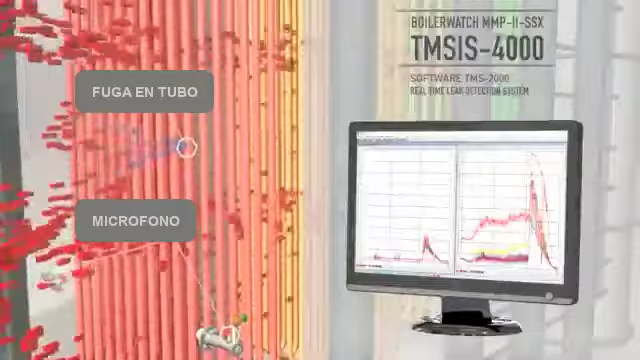 BOILERWATCH MMP-II-SSX
TMSIS-4000
SOFTWARE TMS-2000
REAL TIME LEAK DETECTION SYSTEM
FUGA EN TUBO
MICROFONO